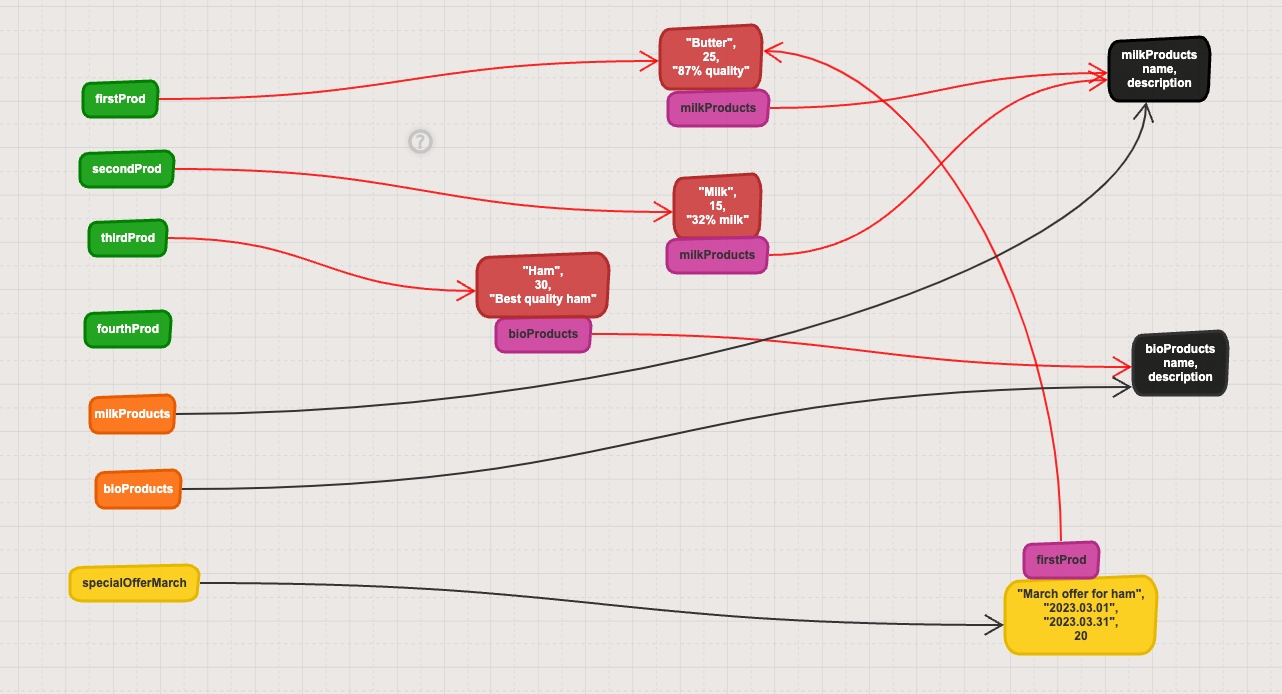 "Butter",
25,
"87% quality"
milkProducts
name,
description
firstProd
milkProducts
?
secondProd
"Milk",
15,
"32% milk"
thirdProd
milkProducts
"Ham",
30,
"Best quality ham"
fourthProd
bioProducts
bioProducts
name,
description
milkProducts
bioProducts
firstProd
specialOfferMarch
"March offer for ham",
"2023.03.01",
"2023.03.31",
20